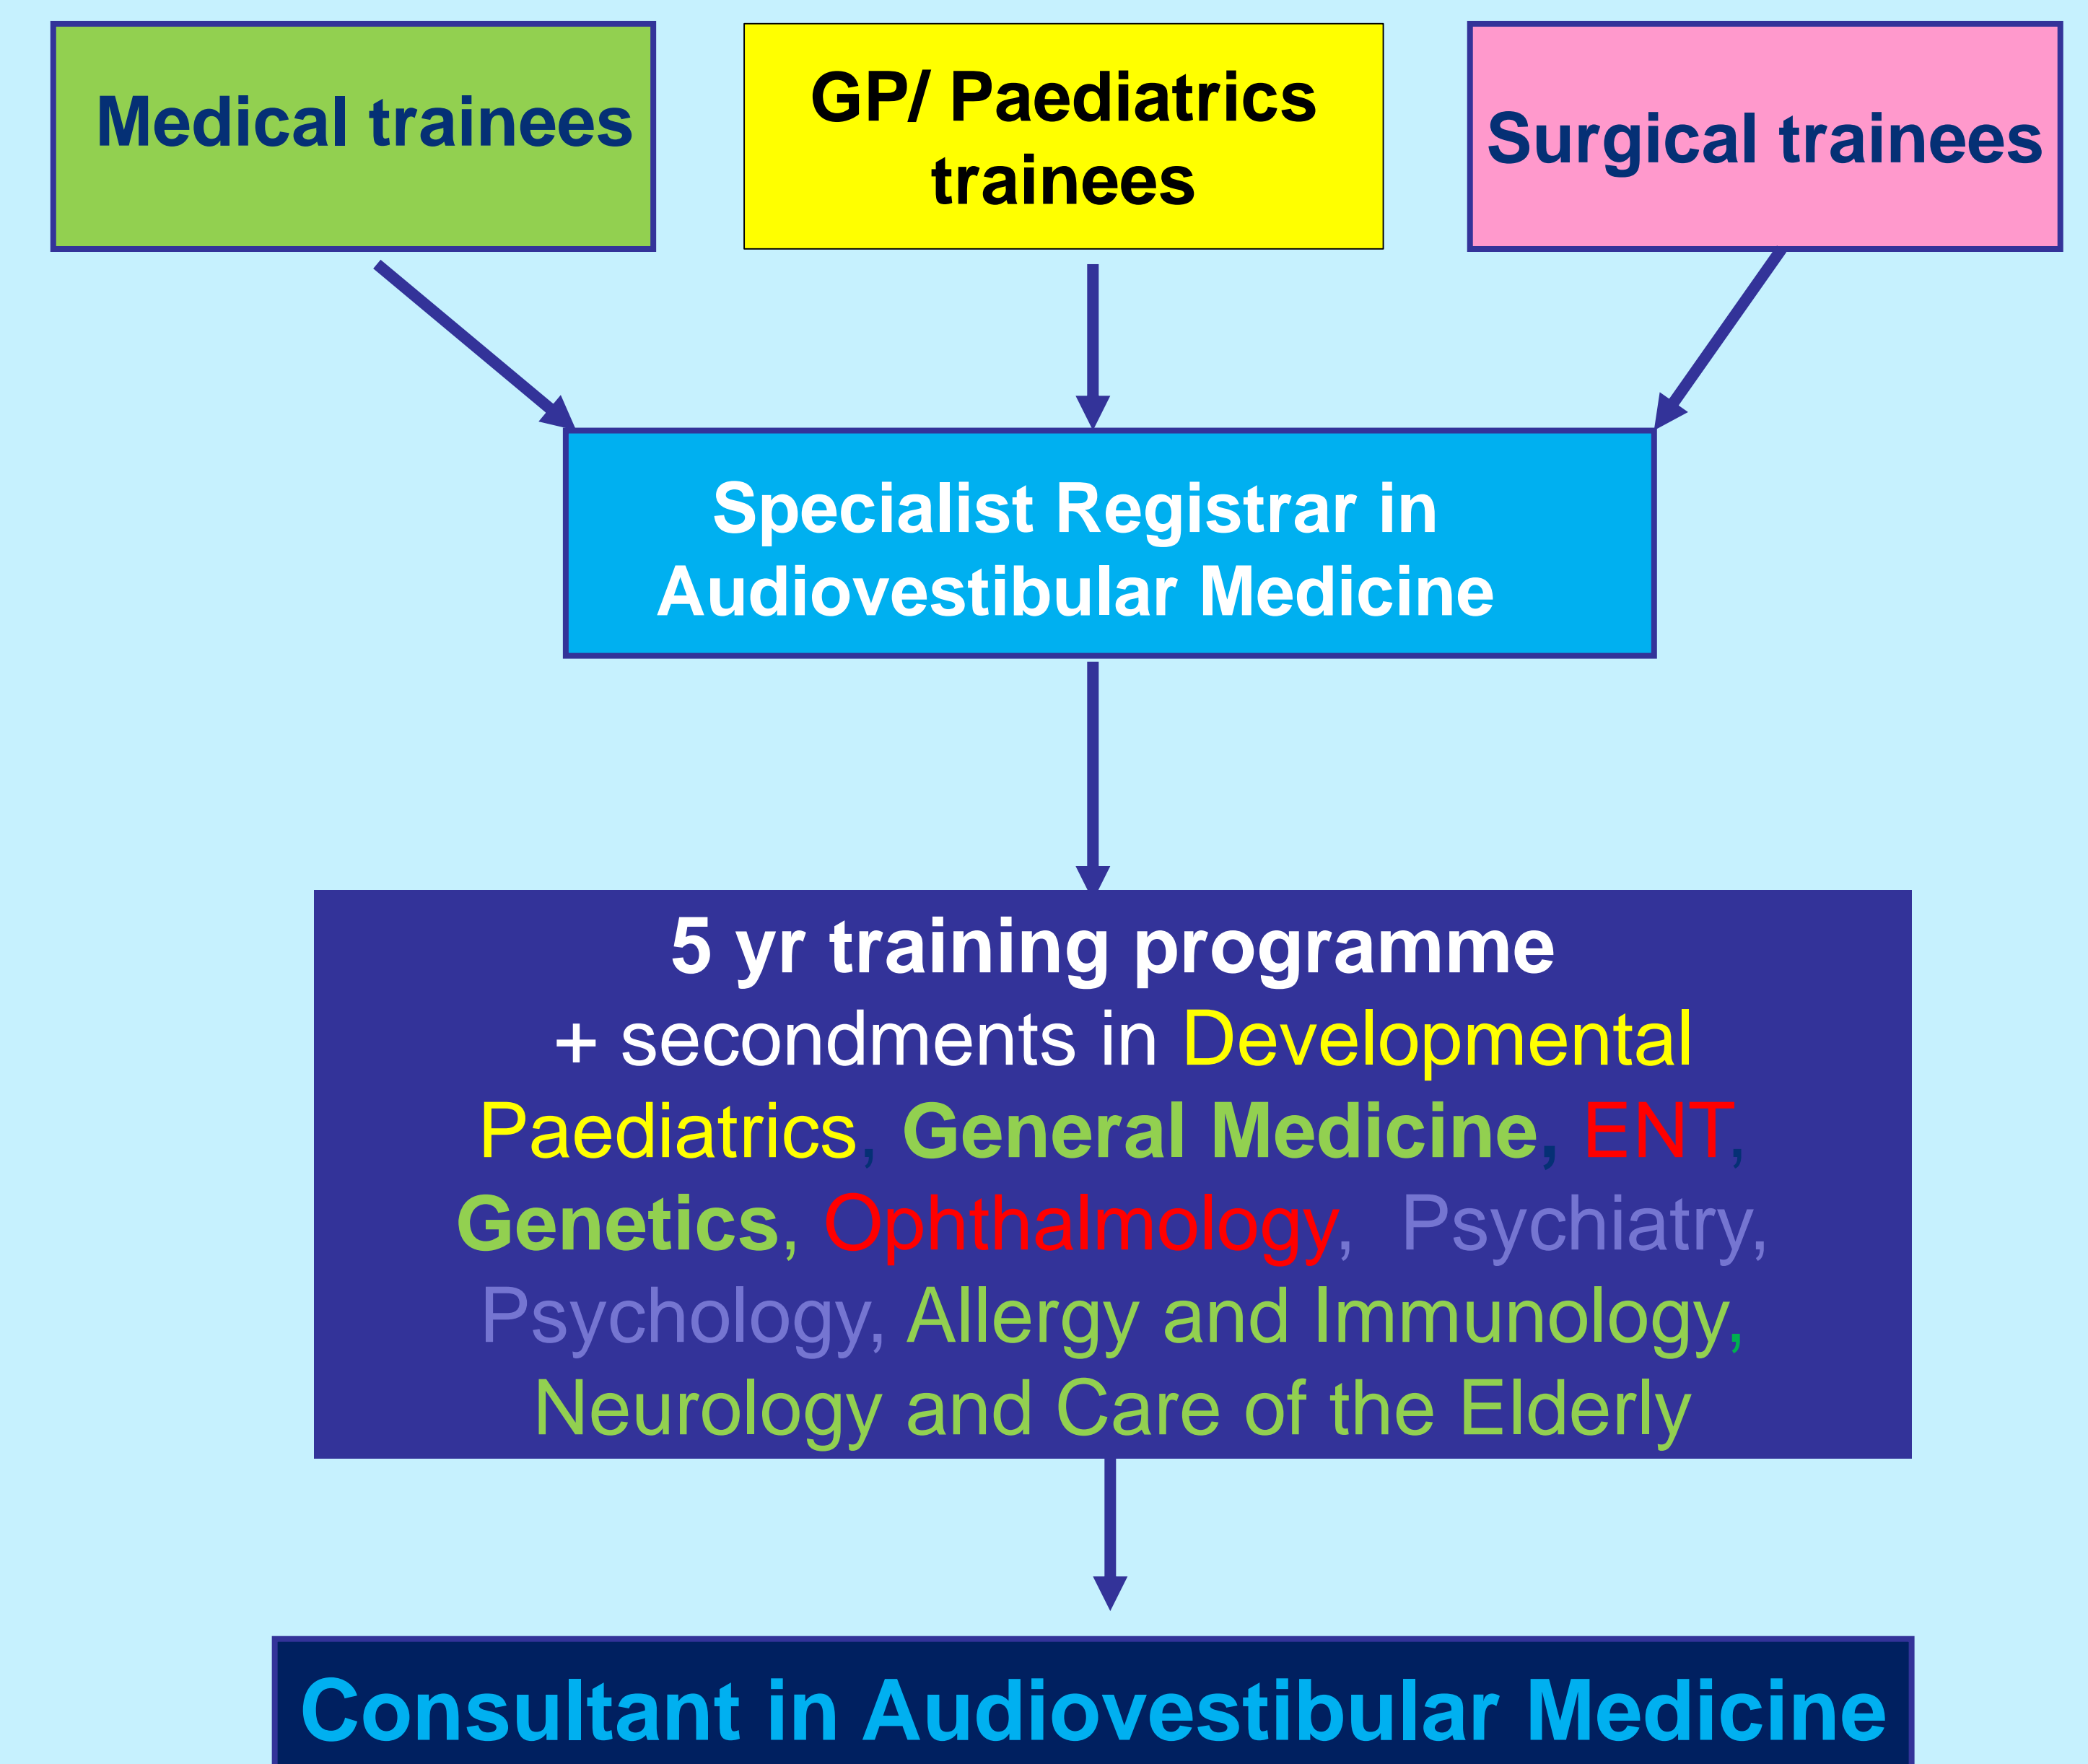 Medical trainees
GP/ Paediatrics
trainees
Surgical trainees
Specialist Registrar in
Audiovestibular Medicine
5 yr training programme
+ secondments in Developmental
Paediatrics, General Medicine, ENT,
Genetics, Ophthalmology, Psychiatry,
Psychology, Allergy and Immunology,
Neurology and Care of the Elderly
Consultant in Audiovestibular Medicine